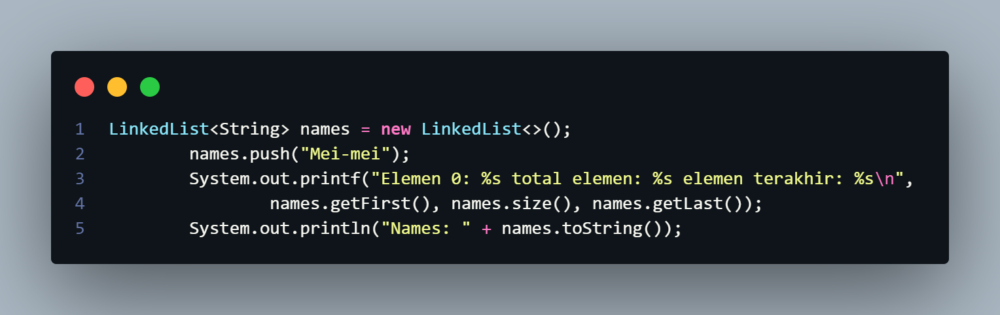 1 LinkedList<String> names = new LinkedList<>();
2         names.push("Mei-mei");
3         System.out.printf("Elemen 0: %s total elemen: %s elemen terakhir: %s\n",
4                 names.getFirst(), names.size(), names.getLast());
5         System.out.println("Names: " + names.toString());